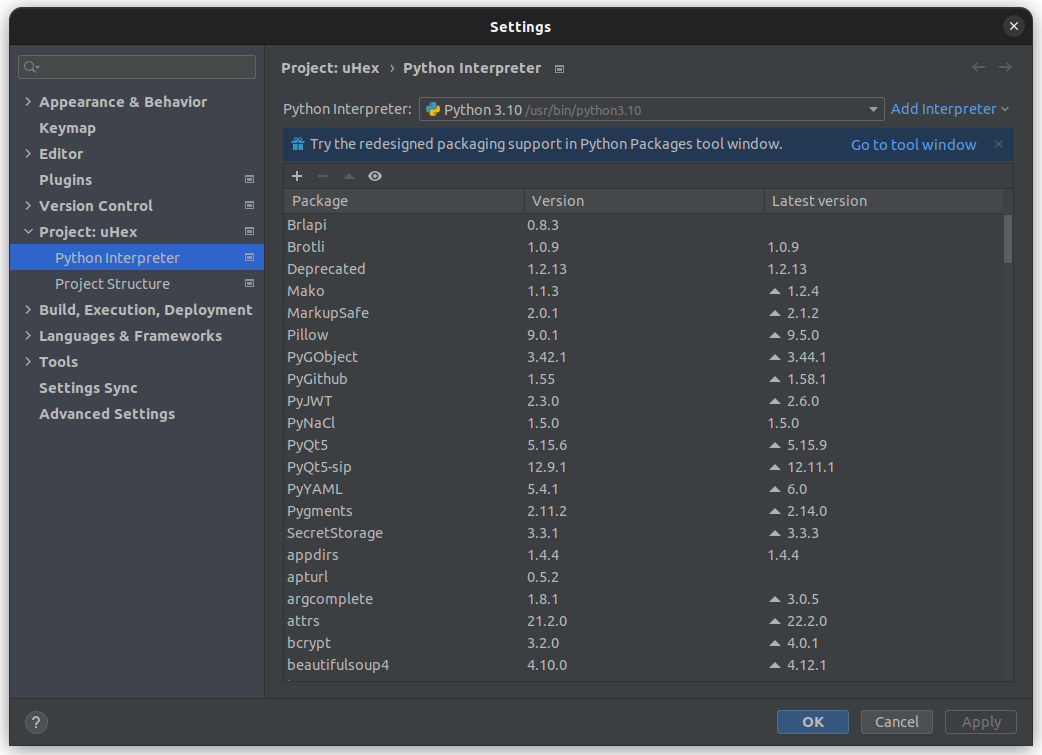 Settings
Project: uHex › Python Interpreter
Appearance & Behavior
Keymap
Editor
Plugins
Version Control
Project: uHex
Python Interpreter
Project Structure
Build, Execution, Deployment
Languages & Frameworks
Tools
Settings Sync
Advanced Settings
Python Interpreter: Python 3.10 /usr/bin/python3.10 Add Interpreter
Try the redesigned packaging support in Python Packages tool window. Go to tool window
Package Version Latest version
Brlapi 0.8.3
Brotli 1.0.9 1.0.9
Deprecated 1.2.13 1.2.13
Mako 1.1.3 1.2.4
MarkupSafe 2.0.1 2.1.2
Pillow 9.0.1 9.5.0
PyGObject 3.42.1 3.44.1
PyGithub 1.55 1.58.1
PyJWT 2.3.0 2.6.0
PyNaCl 1.5.0 1.5.0
PyQt5 5.15.6 5.15.9
PyQt5-sip 12.9.1 12.11.1
PyYAML 5.4.1 6.0
Pygments 2.11.2 2.14.0
SecretStorage 3.3.1 3.3.3
appdirs 1.4.4 1.4.4
apturl 0.5.2
argcomplete 1.8.1 3.0.5
attrs 21.2.0 22.2.0
bcrypt 3.2.0 4.0.1
beautifulsoup4 4.10.0 4.12.1
? OK Cancel Apply